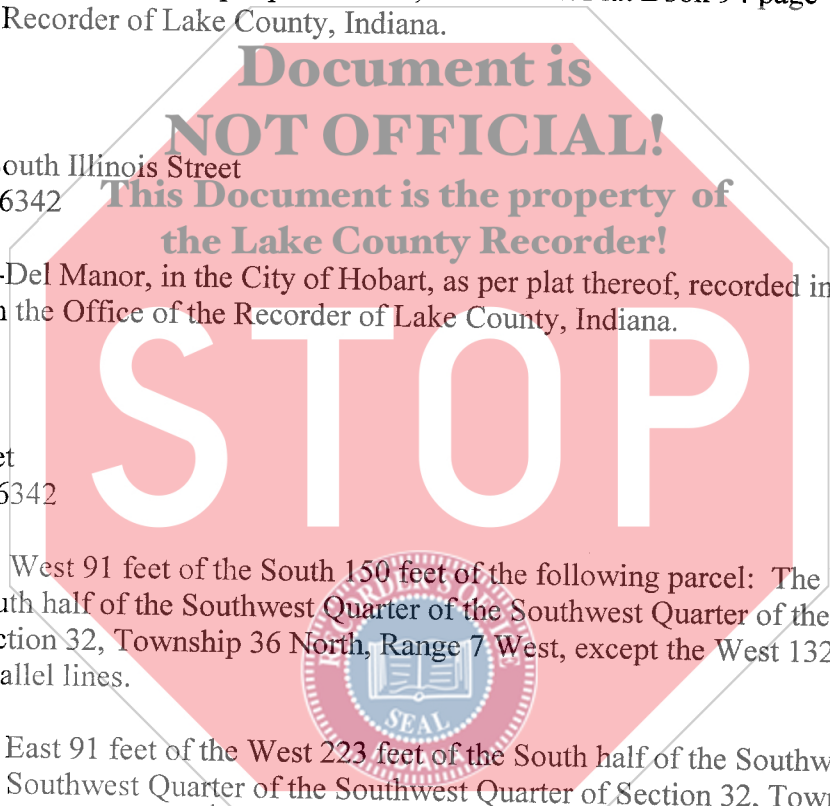 Recorder of Lake County, Indiana.
Document is
NOT OFFICIAL!
outh Illinois Street
This Document is the property of
6342
the Lake County Recorder!
-Del Manor, in the City of Hobart, as per plat thereof, recorded in
the Office of the Recorder of Lake County, Indiana.
STOP
et
6342
West 91 feet of the South 150 feet of the following parcel: The
uth half of the Southwest Quarter of the Southwest Quarter of the
ction 32, Township 36 North, Range 7 West, except the West 132
allel lines.
SEAL
East 91 feet of the West 223 feet of the South half of the Southw
Southwest Quarter of the Southwest Quarter of Section 32, Town